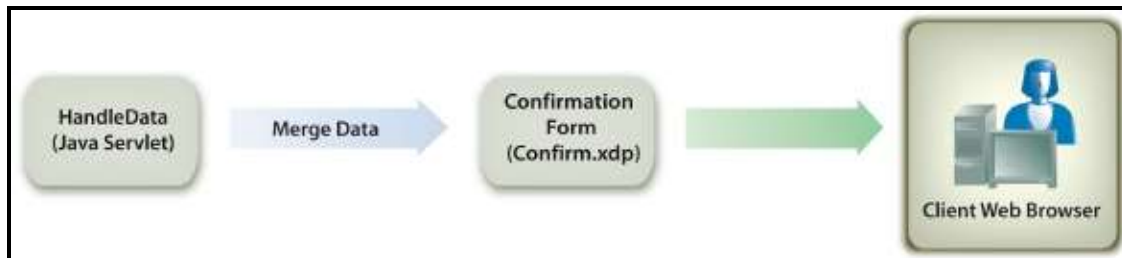 HandleData
(Java Servlet)
Merge Data
Confirmation
Form
(Confirm.xdp)
Client Web Browser